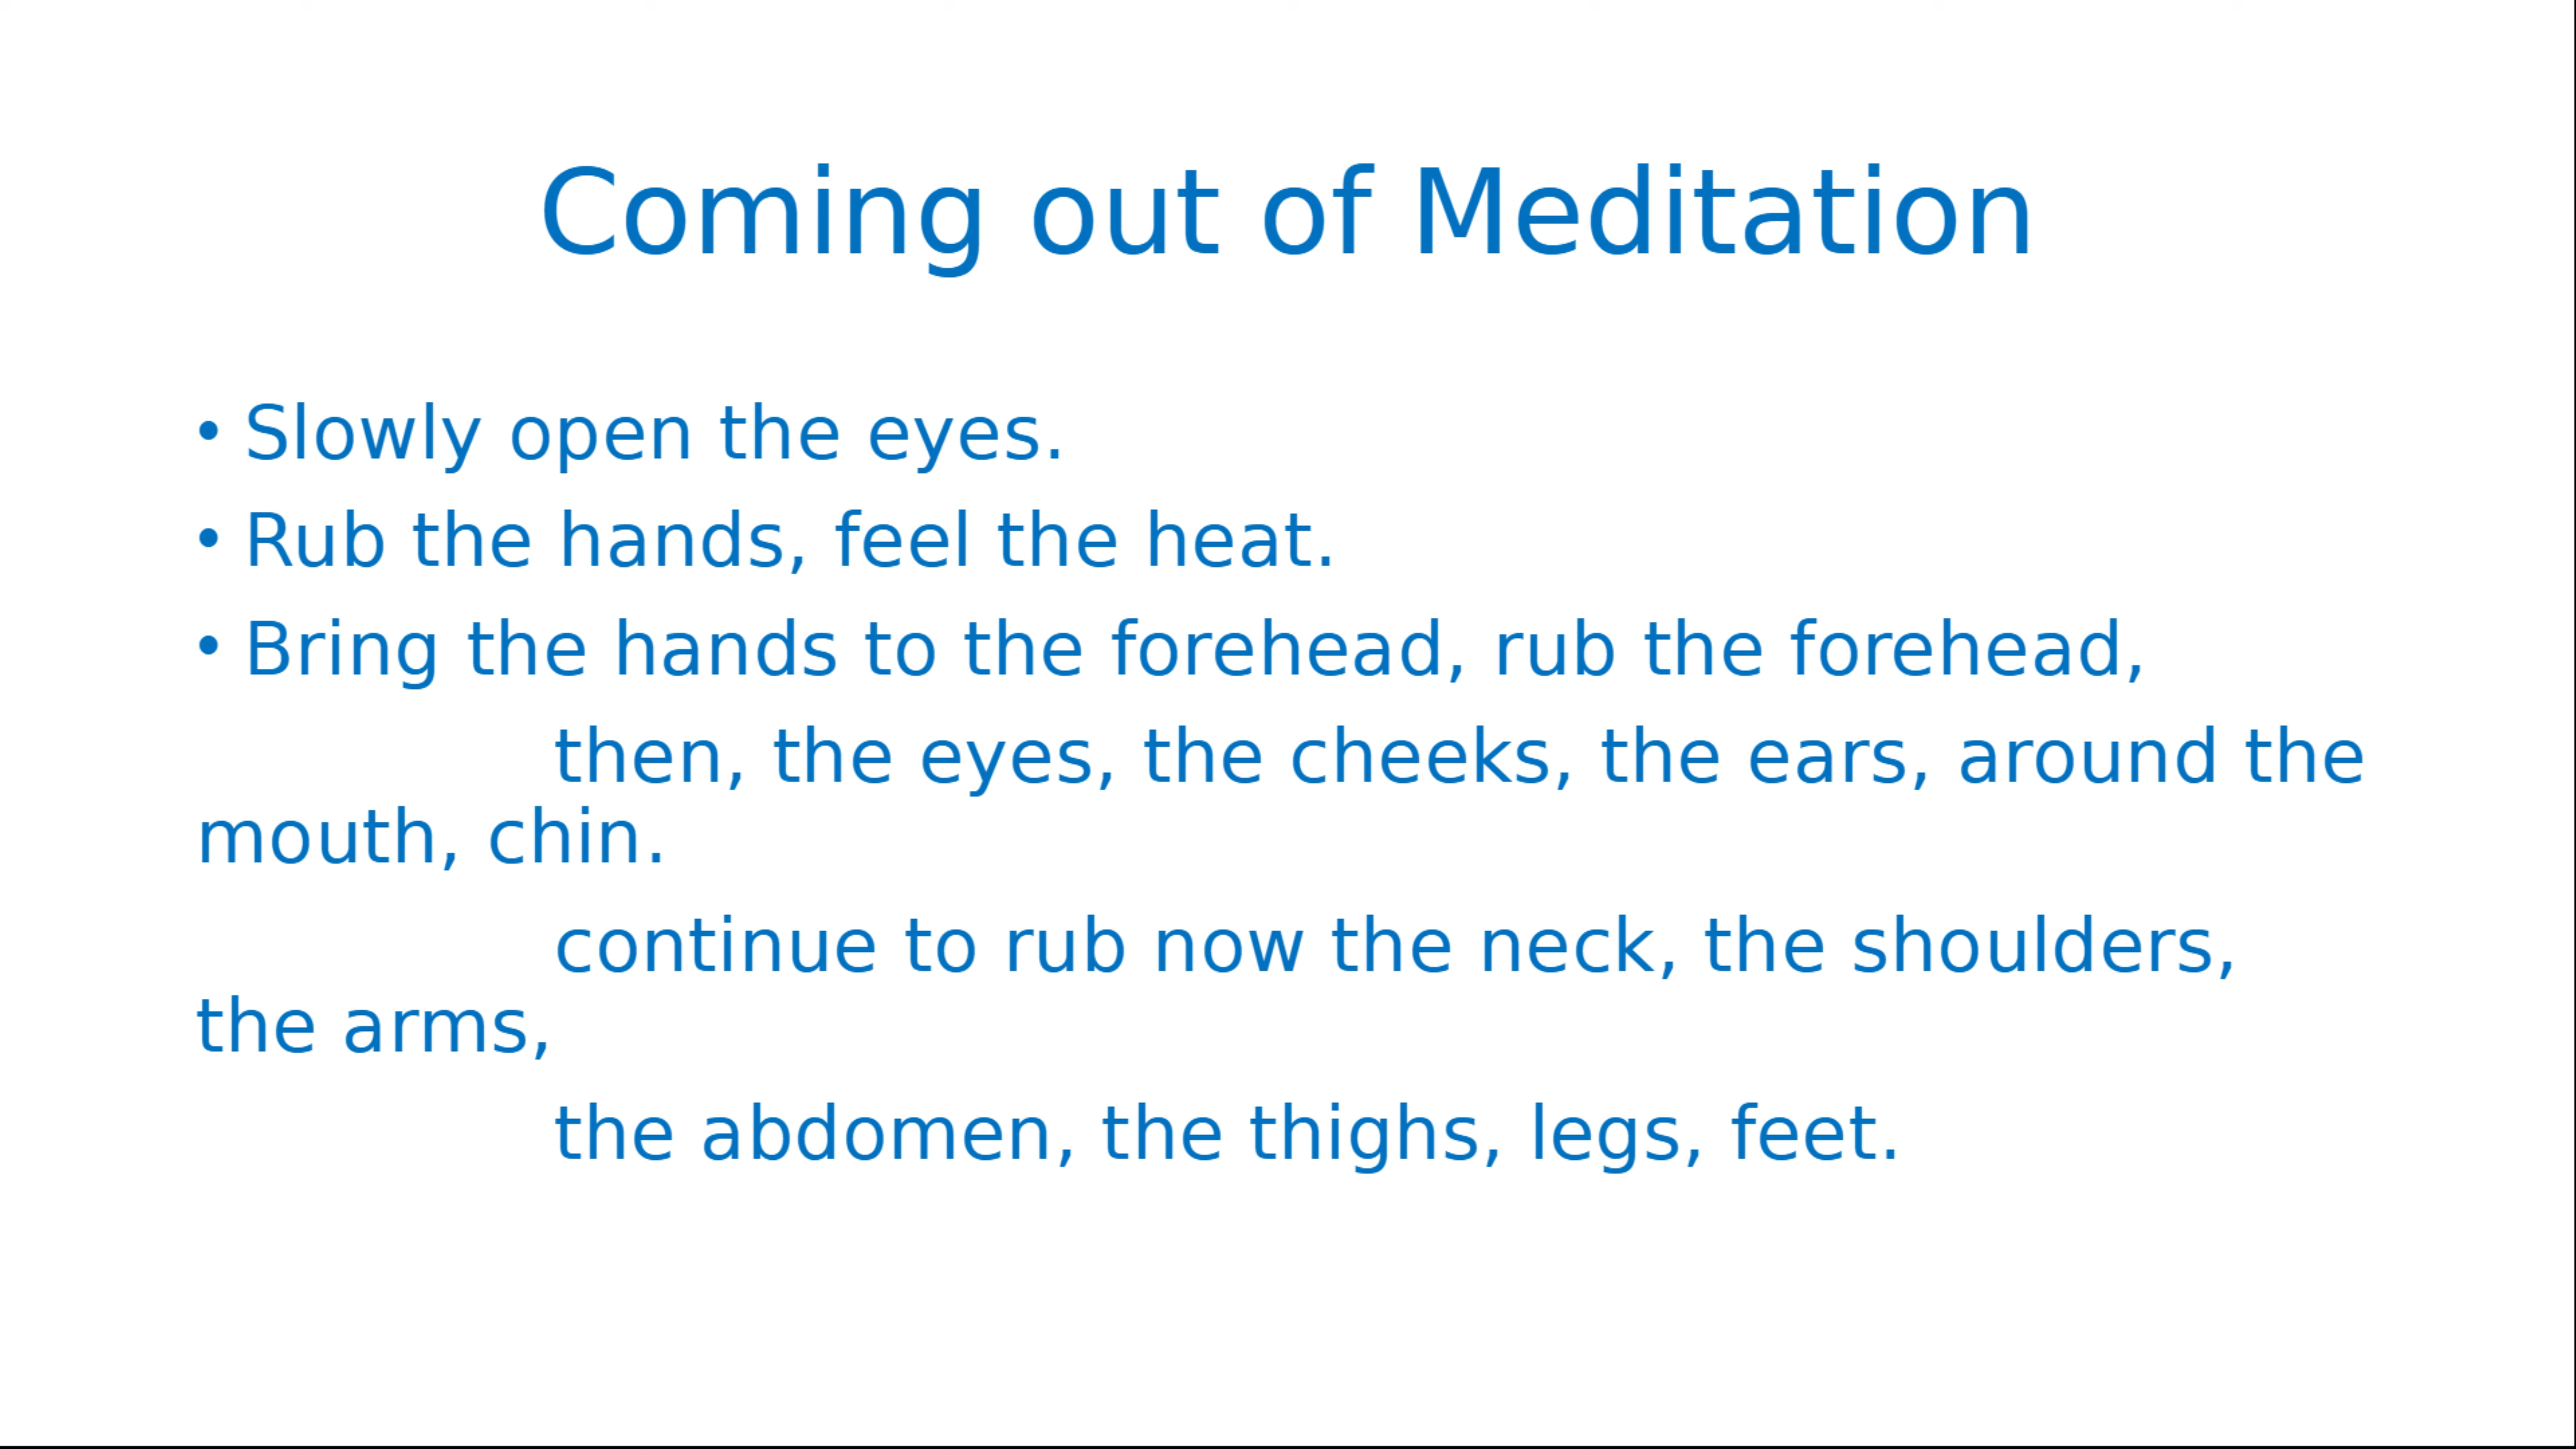 Coming out of Meditation
• Slowly open the eyes.
• Rub the hands, feel the heat.
• Bring the hands to the forehead, rub the forehead,
then, the eyes, the cheeks, the ears, around the
mouth, chin.
continue to rub now the neck, the shoulders,
the arms,
the abdomen, the thighs, legs, feet.